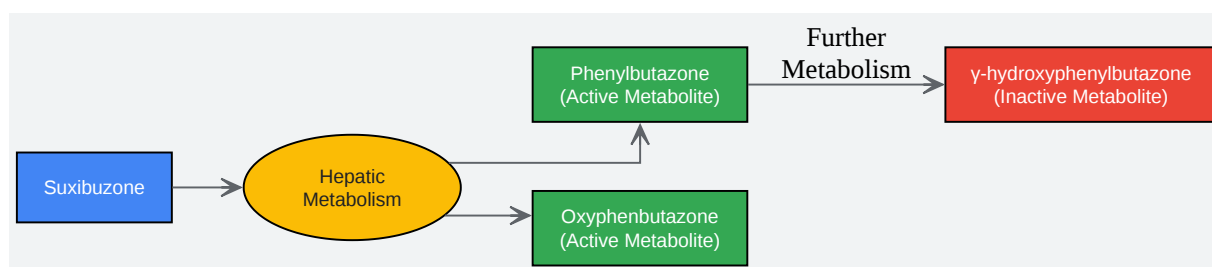 Suxibuzone
Hepatic
Metabolism
Phenylbutazone
(Active Metabolite)
Further
Metabolism
γ-hydroxyphenylbutazone
(Inactive Metabolite)
Oxyphenbutazone
(Active Metabolite)